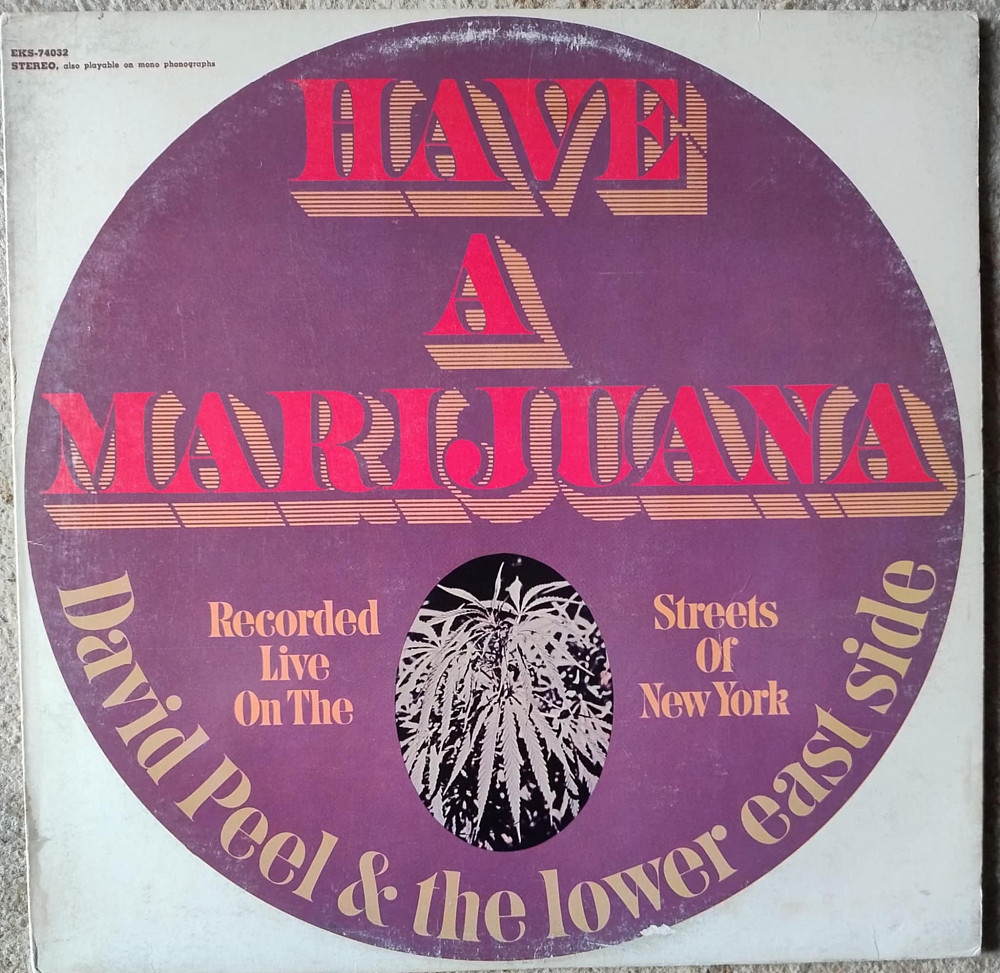 EKS-74032
STEREO, also playable on mono phonographs
HAVE
A
MARIJUANA
Recorded
Live
On The
Streets
Of
New York
David Peel & the lower east side